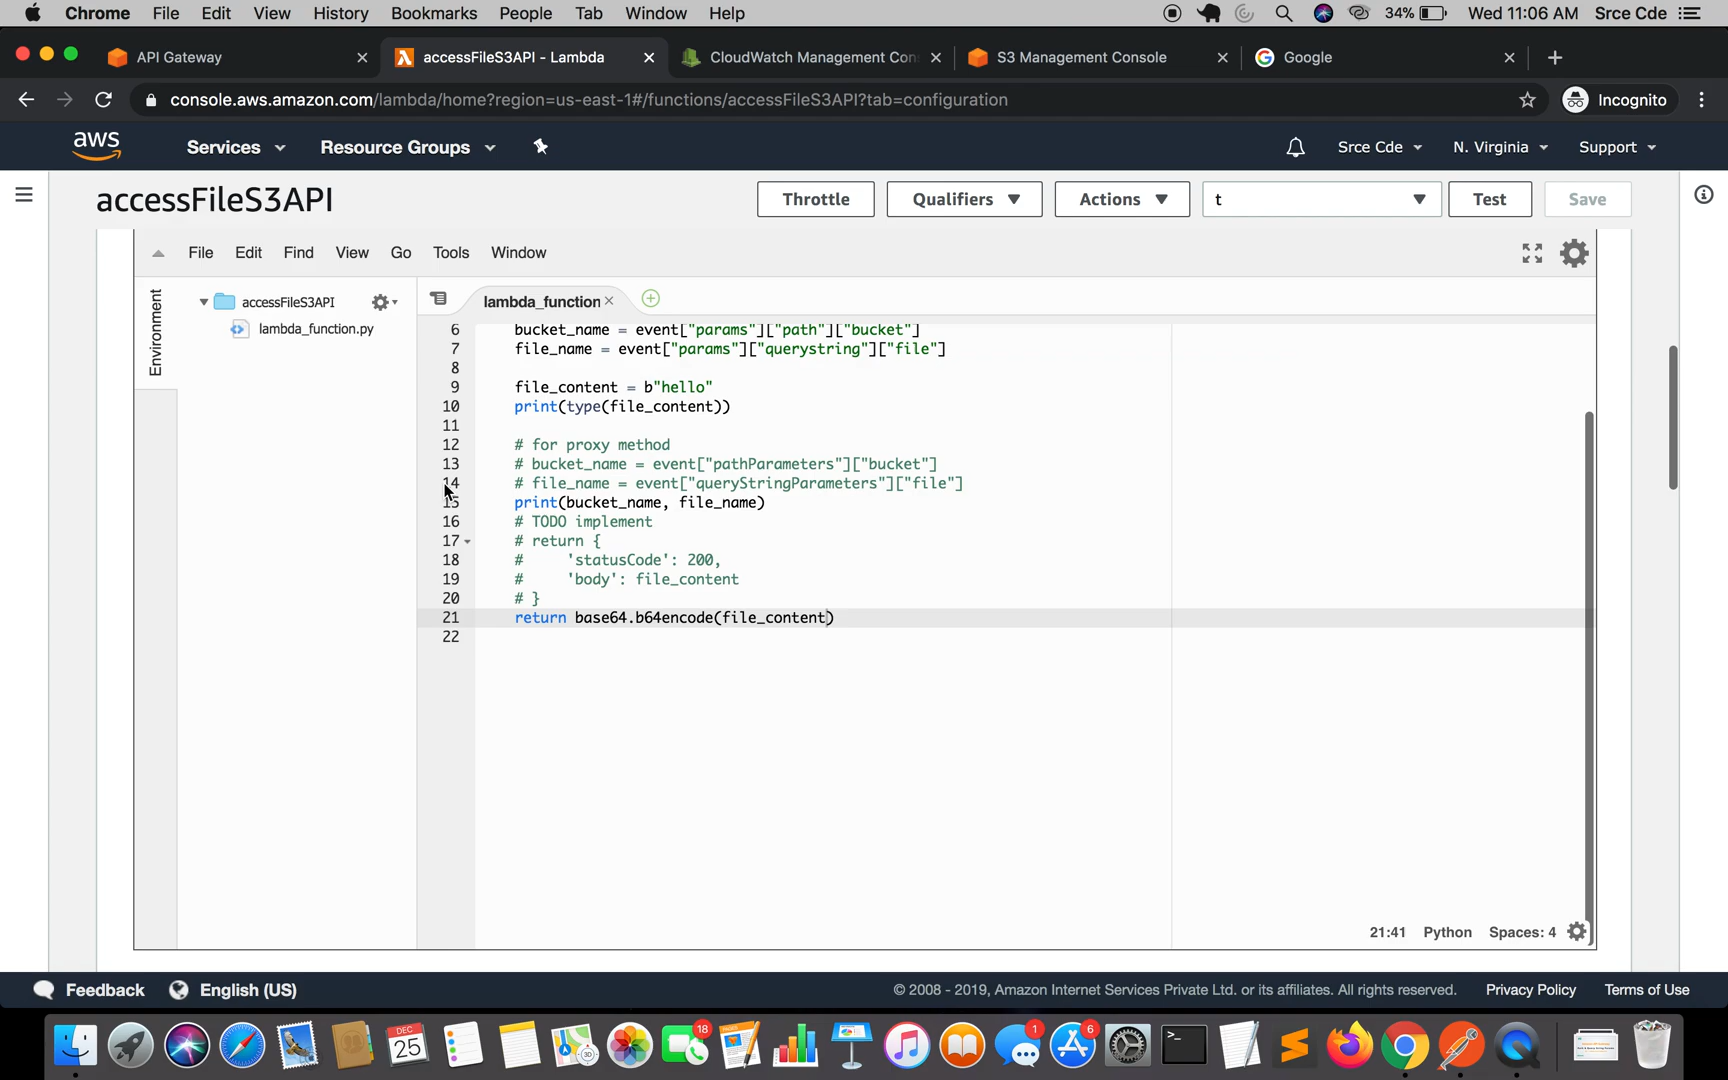 Chrome File Edit View History Bookmarks People Tab Window Help 34% Wed 11:06 AM Srce Cde
API Gateway accessFileS3API - Lambda CloudWatch Management Con S3 Management Console Google
console.aws.amazon.com/lambda/home?region=us-east-1#/functions/accessFileS3API?tab=configuration Incognito
aws Services Resource Groups Srce Cde N. Virginia Support
accessFileS3API Throttle Qualifiers Actions t Test Save
File Edit Find View Go Tools Window
Environment
accessFileS3API
lambda_function.py
lambda_function
6 bucket_name = event["params"]["path"]["bucket"]
7 file_name = event["params"]["querystring"]["file"]
8
9 file_content = b"hello"
10 print(type(file_content))
11
12 # for proxy method
13 # bucket_name = event["pathParameters"]["bucket"]
14 # file_name = event["queryStringParameters"]["file"]
15 print(bucket_name, file_name)
16 # TODO implement
17 # return {
18 #     'statusCode': 200,
19 #     'body': file_content
20 # }
21 return base64.b64encode(file_content)
22
21:41 Python Spaces: 4
Feedback English (US) © 2008 - 2019, Amazon Internet Services Private Ltd. or its affiliates. All rights reserved. Privacy Policy Terms of Use
DEC
25
18
1
6